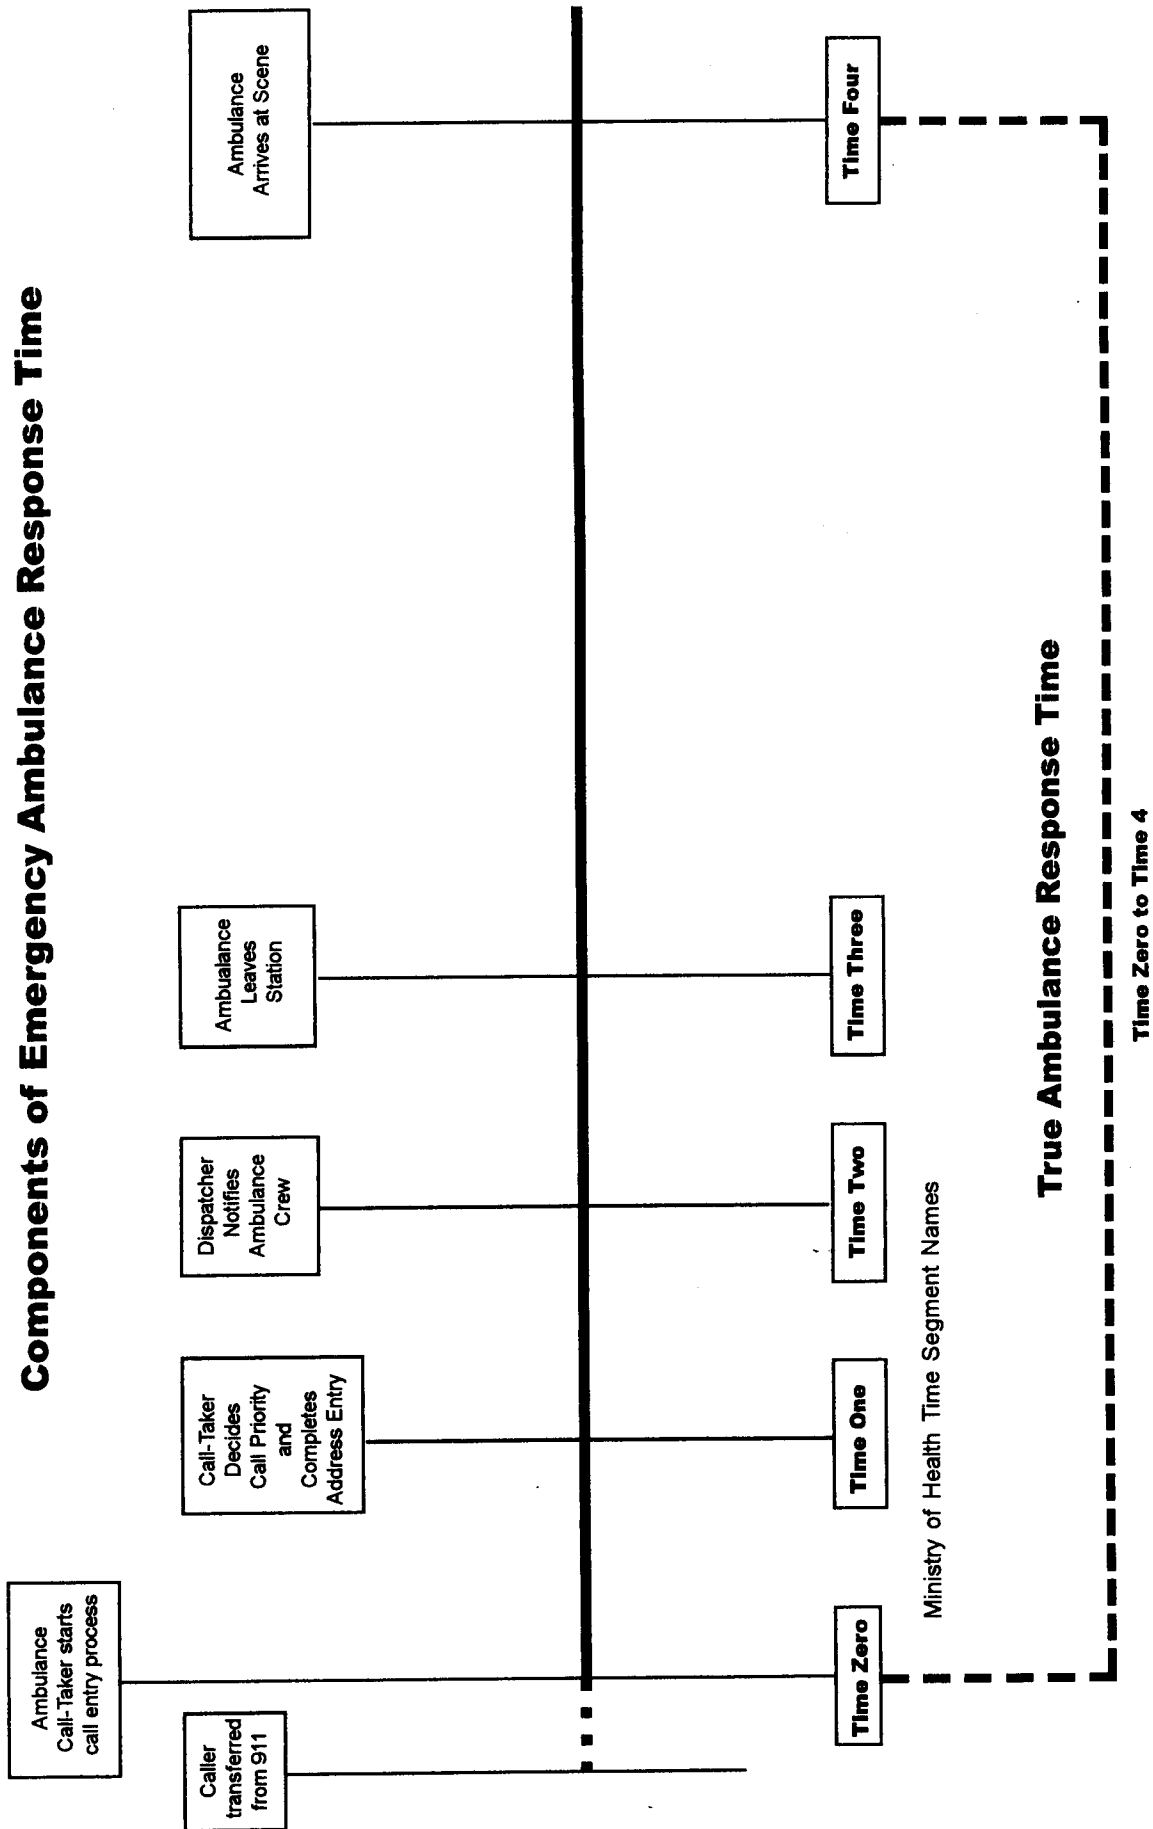 Components of Emergency Ambulance Response Time
Ambulance
Call-Taker starts
call entry process
Caller
transferred
from 911
Call-Taker
Decides
Call Priority
and
Completes
Address Entry
Dispatcher
Notifies
Ambulance
Crew
Ambualance
Leaves
Station
Ambulance
Arrives at Scene
Time Zero
Time One
Time Two
Time Three
Time Four
Ministry of Health Time Segment Names
True Ambulance Response Time
Time Zero to Time 4